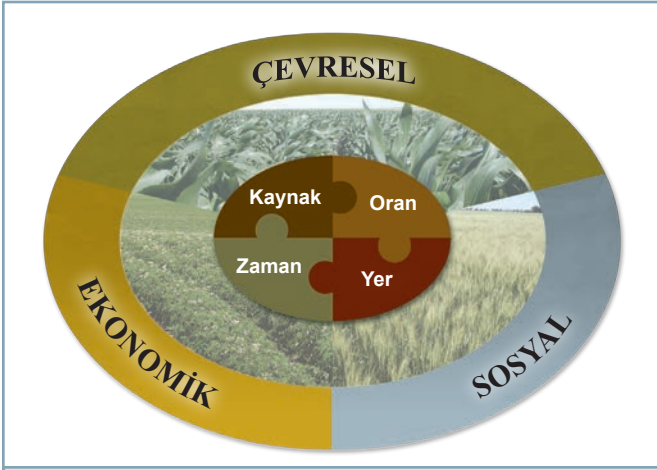 ÇEVRESEL
Kaynak
Oran
Zaman
Yer
EKONOMİK
SOSYAL